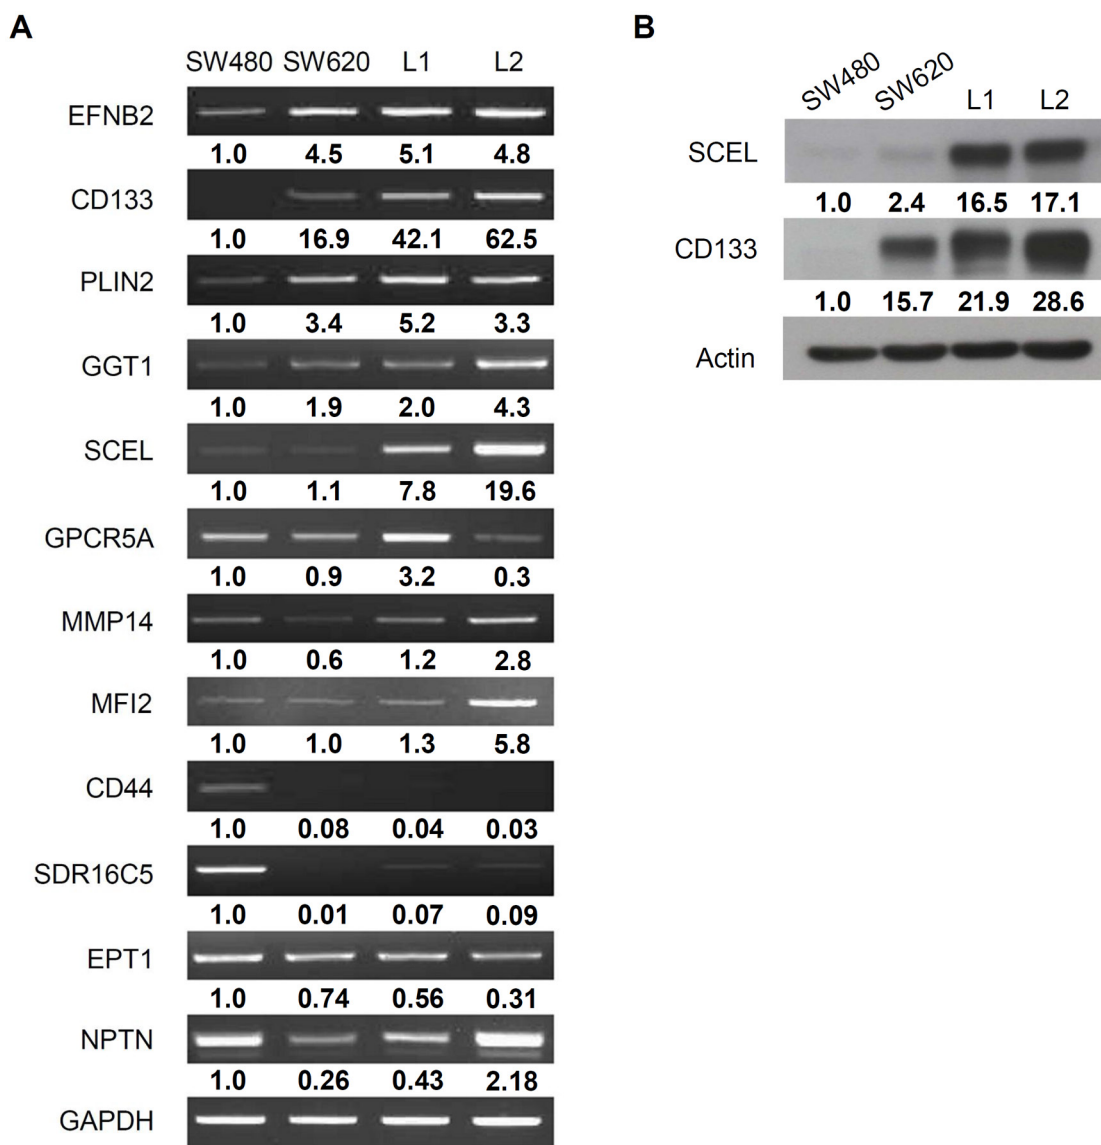 A
SW480 SW620 L1 L2
EFNB2
1.0 4.5 5.1 4.8
CD133
1.0 16.9 42.1 62.5
PLIN2
1.0 3.4 5.2 3.3
GGT1
1.0 1.9 2.0 4.3
SCEL
1.0 1.1 7.8 19.6
GPCR5A
1.0 0.9 3.2 0.3
MMP14
1.0 0.6 1.2 2.8
MFI2
1.0 1.0 1.3 5.8
CD44
1.0 0.08 0.04 0.03
SDR16C5
1.0 0.01 0.07 0.09
EPT1
1.0 0.74 0.56 0.31
NPTN
1.0 0.26 0.43 2.18
GAPDH
B
SW480 SW620 L1 L2
SCEL
1.0 2.4 16.5 17.1
CD133
1.0 15.7 21.9 28.6
Actin